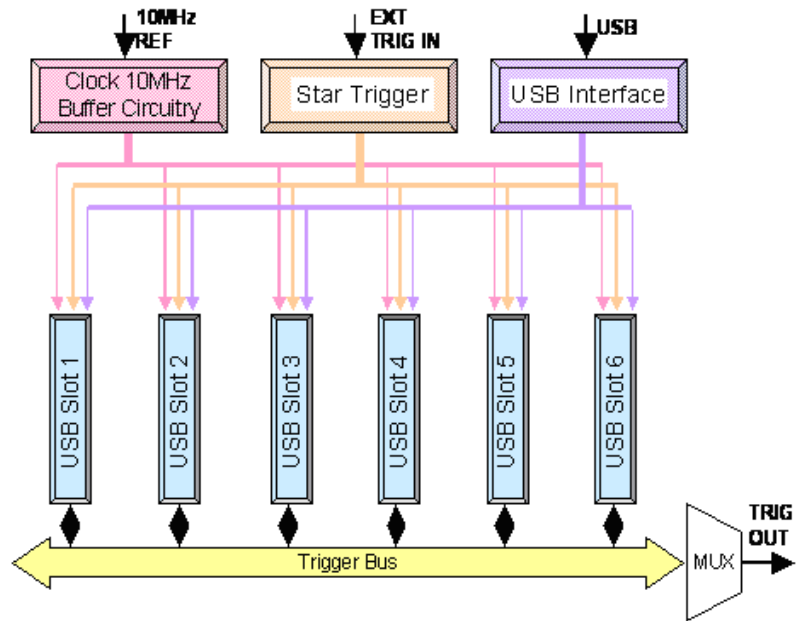 10MHz
REF
EXT
TRIG IN
USB
Clock 10MHz
Buffer Circuitry
Star Trigger
USB Interface
USB Slot 1
USB Slot 2
USB Slot 3
USB Slot 4
USB Slot 5
USB Slot 6
TRIG
OUT
Trigger Bus
MUX